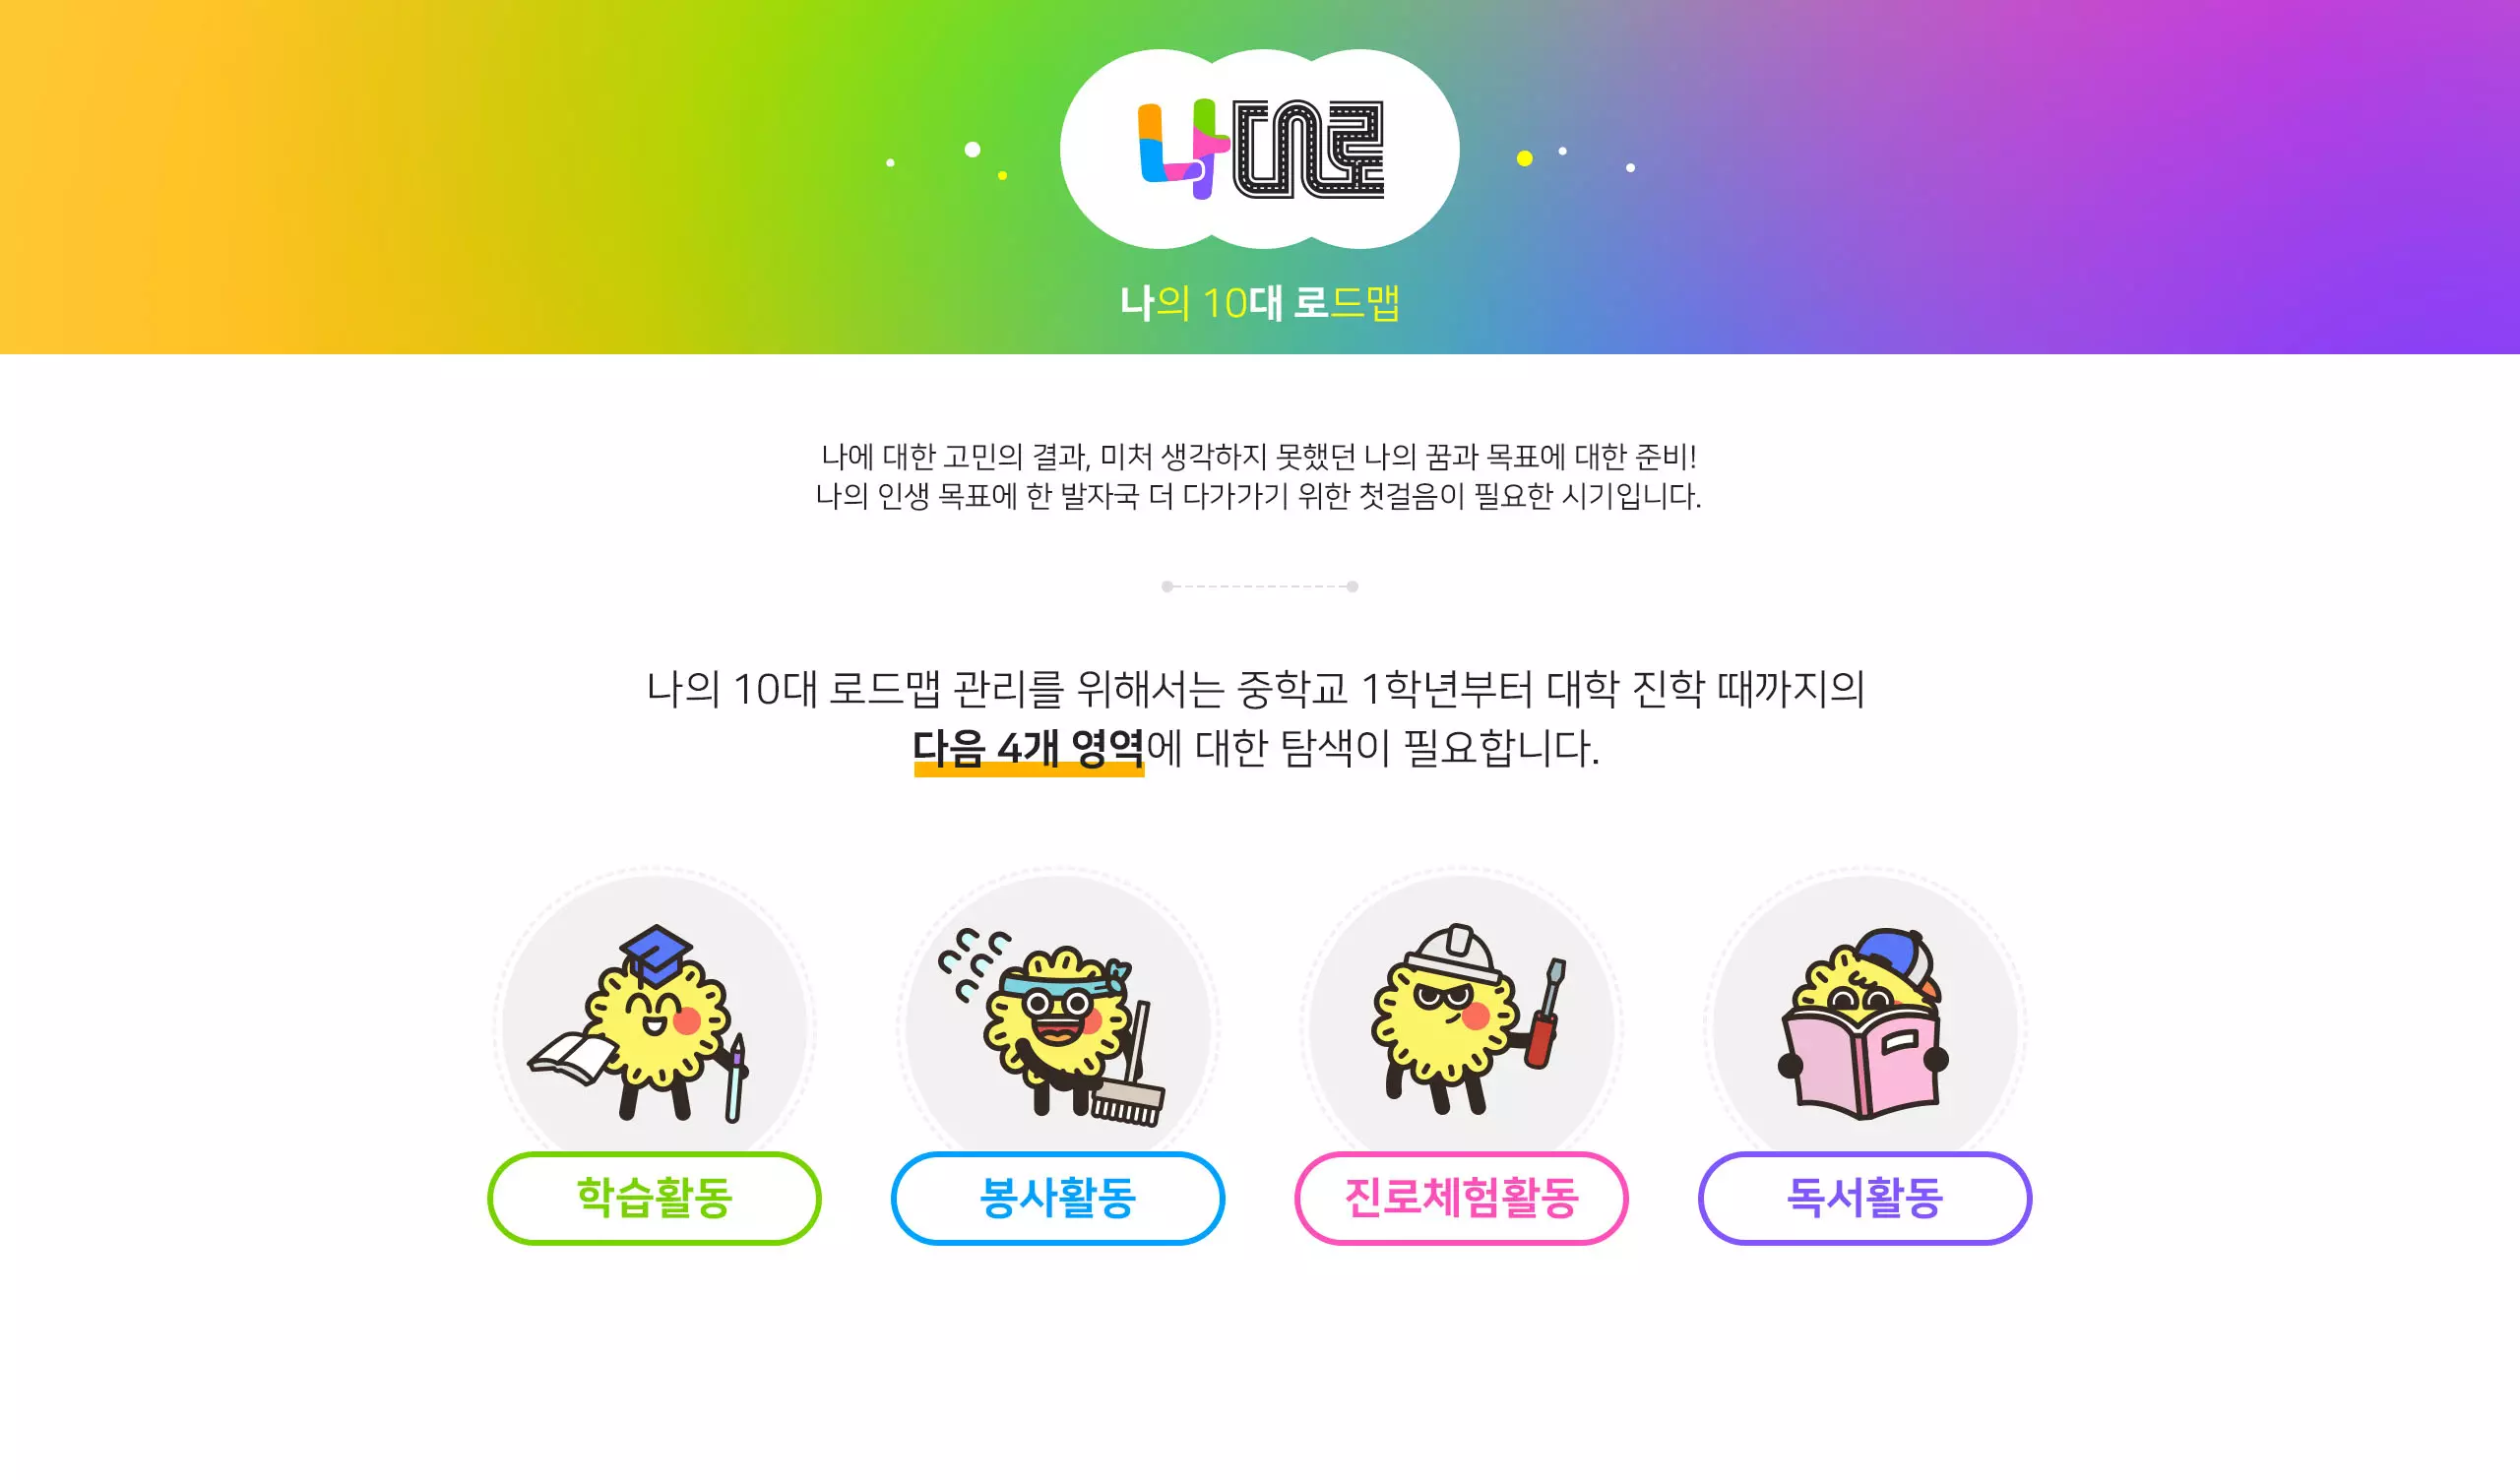 나대로
나의 10대 로드맵
나에 대한 고민의 결과, 미처 생각하지 못했던 나의 꿈과 목표에 대한 준비!
나의 인생 목표에 한 발자국 더 다가가기 위한 첫걸음이 필요한 시기입니다.
나의 10대 로드맵 관리를 위해서는 중학교 1학년부터 대학 진학 때까지의
다음 4개 영역에 대한 탐색이 필요합니다.
학습활동
봉사활동
진로체험활동
독서활동